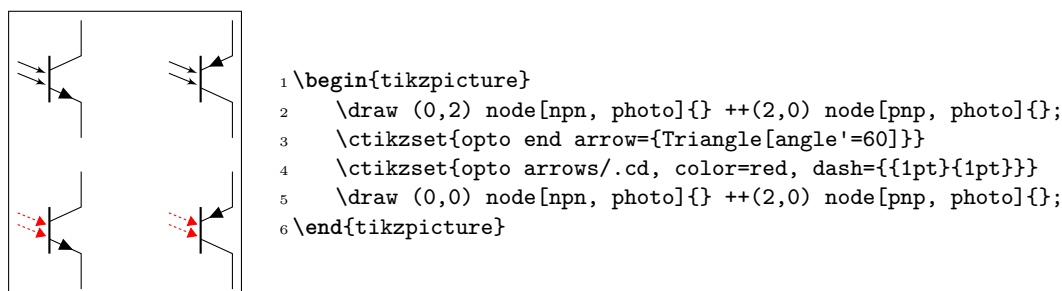 1 \begin{tikzpicture}
2 \draw (0,2) node[npn, photo]{} ++(2,0) node[pnp, photo]{};
3 \ctikzset{opto end arrow={Triangle[angle'=60]}}
4 \ctikzset{opto arrows/.cd, color=red, dash={{1pt}{1pt}}}
5 \draw (0,0) node[npn, photo]{} ++(2,0) node[pnp, photo]{};
6 \end{tikzpicture}